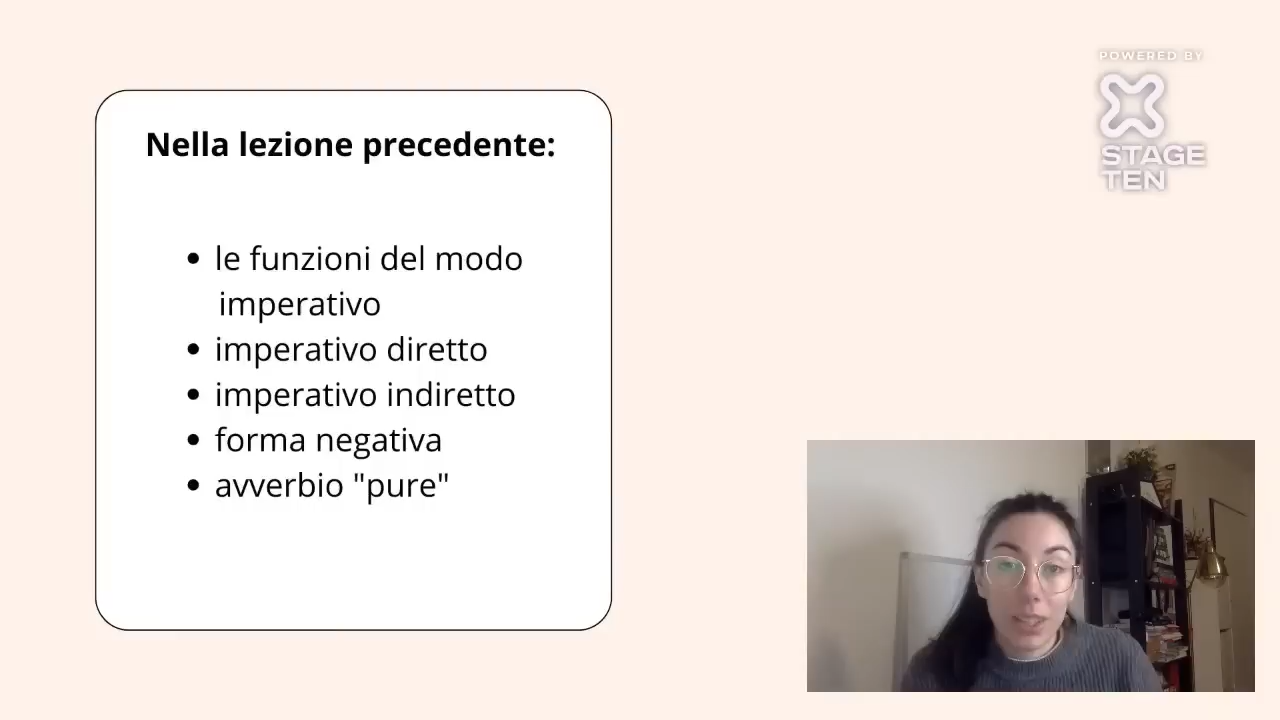 Nella lezione precedente:
• le funzioni del modo
imperativo
• imperativo diretto
• imperativo indiretto
• forma negativa
• avverbio "pure"
POWERED BY
STAGE
TEN